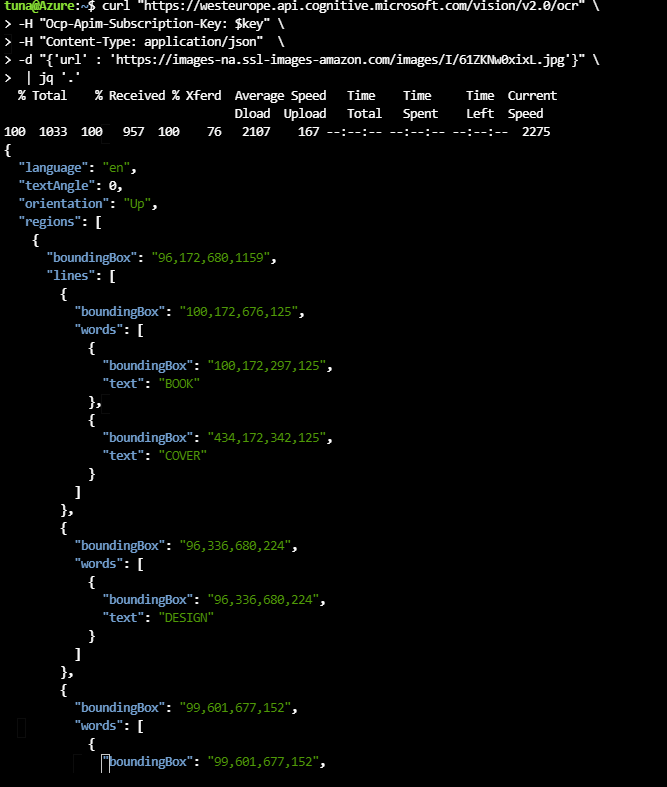 tuna@Azure:~$ curl "https://westeurope.api.cognitive.microsoft.com/vision/v2.0/ocr" \
> -H "Ocp-Apim-Subscription-Key: $key" \
> -H "Content-Type: application/json"  \
> -d "{'url' : 'https://images-na.ssl-images-amazon.com/images/I/61ZKNw0xixL.jpg'}" \
>  | jq '.'
  % Total    % Received % Xferd  Average Speed   Time    Time     Time  Current
                                 Dload  Upload   Total   Spent    Left  Speed
100  1033  100   957  100    76   2107    167 --:--:-- --:--:-- --:--:--  2275
{
  "language": "en",
  "textAngle": 0,
  "orientation": "Up",
  "regions": [
    {
      "boundingBox": "96,172,680,1159",
      "lines": [
        {
          "boundingBox": "100,172,676,125",
          "words": [
            {
              "boundingBox": "100,172,297,125",
              "text": "BOOK"
            },
            {
              "boundingBox": "434,172,342,125",
              "text": "COVER"
            }
          ]
        },
        {
          "boundingBox": "96,336,680,224",
          "words": [
            {
              "boundingBox": "96,336,680,224",
              "text": "DESIGN"
            }
          ]
        },
        {
          "boundingBox": "99,601,677,152",
          "words": [
            {
              "boundingBox": "99,601,677,152",